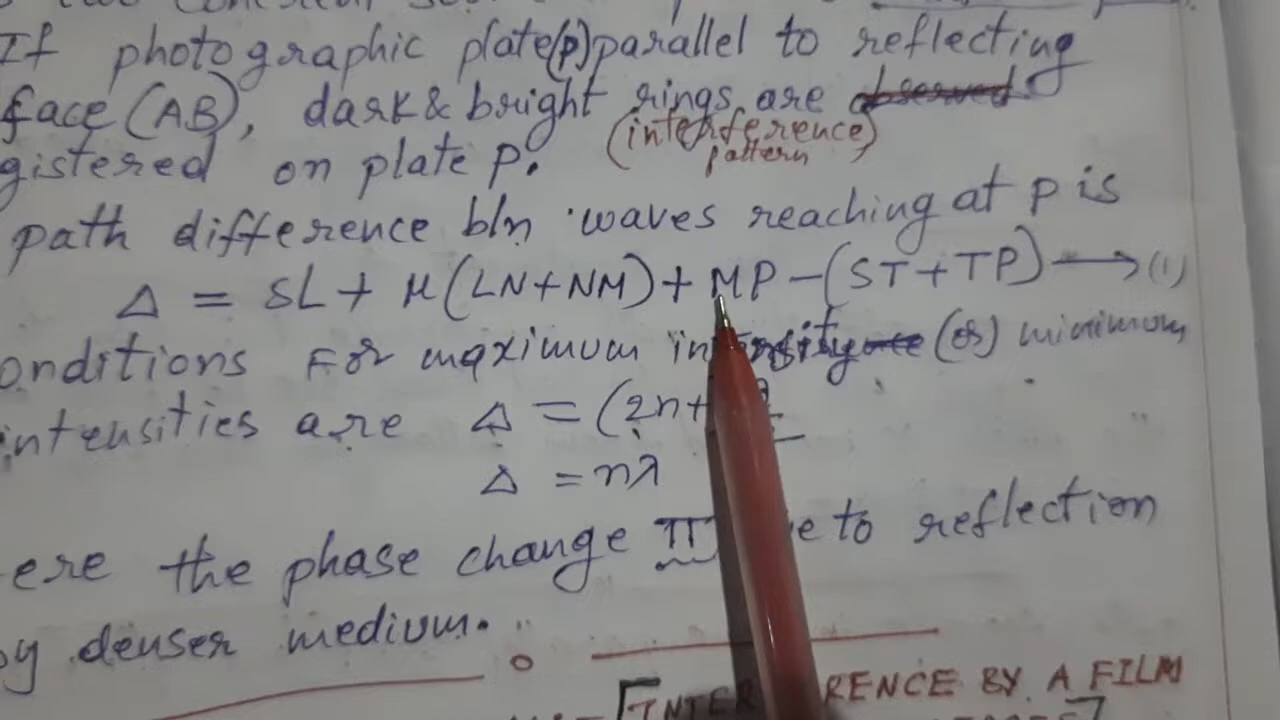 If photographic plate(p)parallel to reflecting
face (AB), dark & bright rings are observed
(interference pattern)
gistered on plate p.
path difference b/n waves reaching at p is
Δ = SL + μ(LN+NM) + MP - (ST + TP) → (1)
onditions For maximum intensity (or) minimum
intensities are Δ = (2n+
Δ = nλ
ere the phase change π to reflection
by denser medium.
BY A FILM